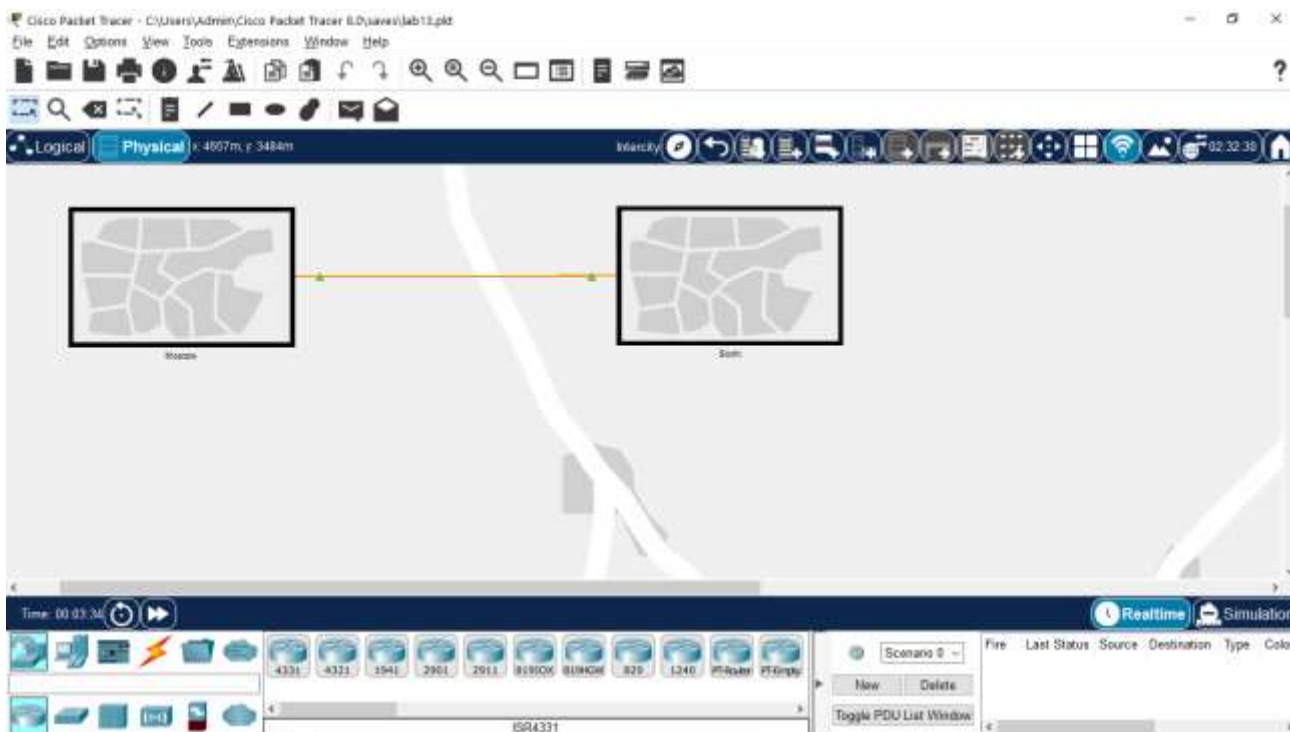 Cisco Packet Tracer - C:\Users\Admin\Cisco Packet Tracer 8.0\saves\lab13.pkt
File Edit Options View Tools Extensions Window Help
?
Logical Physical x: 4667m, y: 3484m Intercity 02:32:30
Time: 00:03:34 Realtime Simulation
4331 4321 1941 2901 2911 819IOX 819HGW 829 1240 PT-Router PT-Empty
ISR4331
Scenario 0
New Delete
Toggle PDU List Window
Fire Last Status Source Destination Type Colo